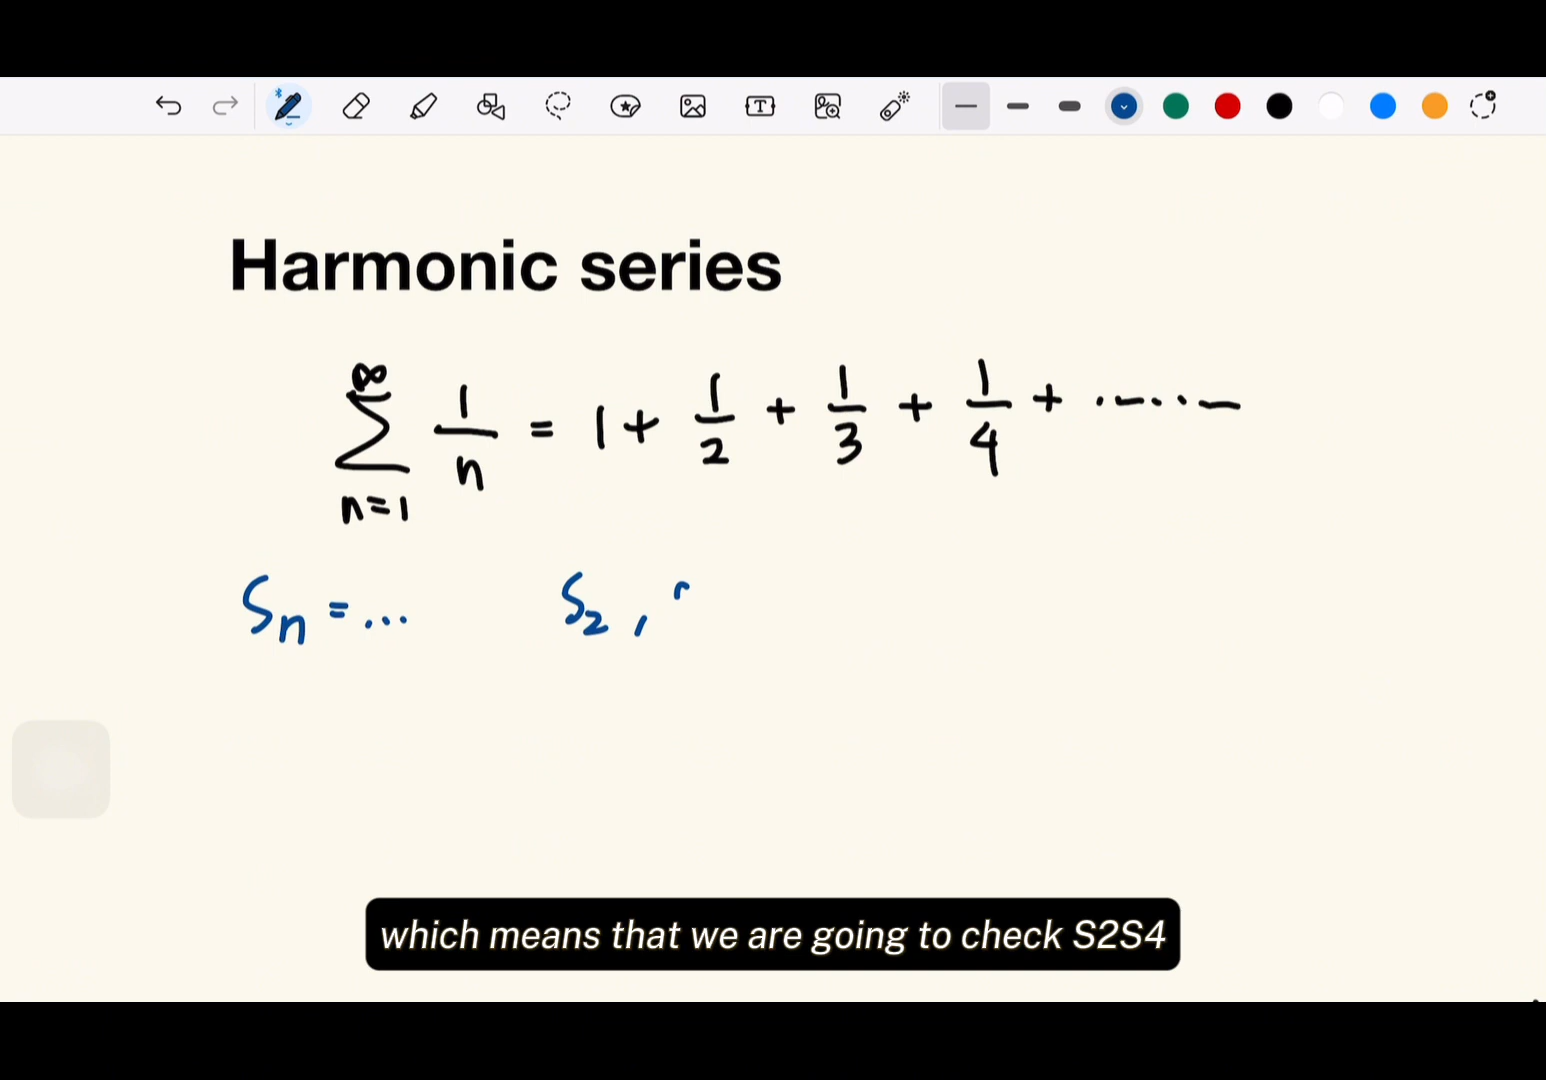 Harmonic series
∞
∑ 1/n = 1 + 1/2 + 1/3 + 1/4 + ......
n=1
Sn = ... S2 ,
which means that we are going to check S2S4